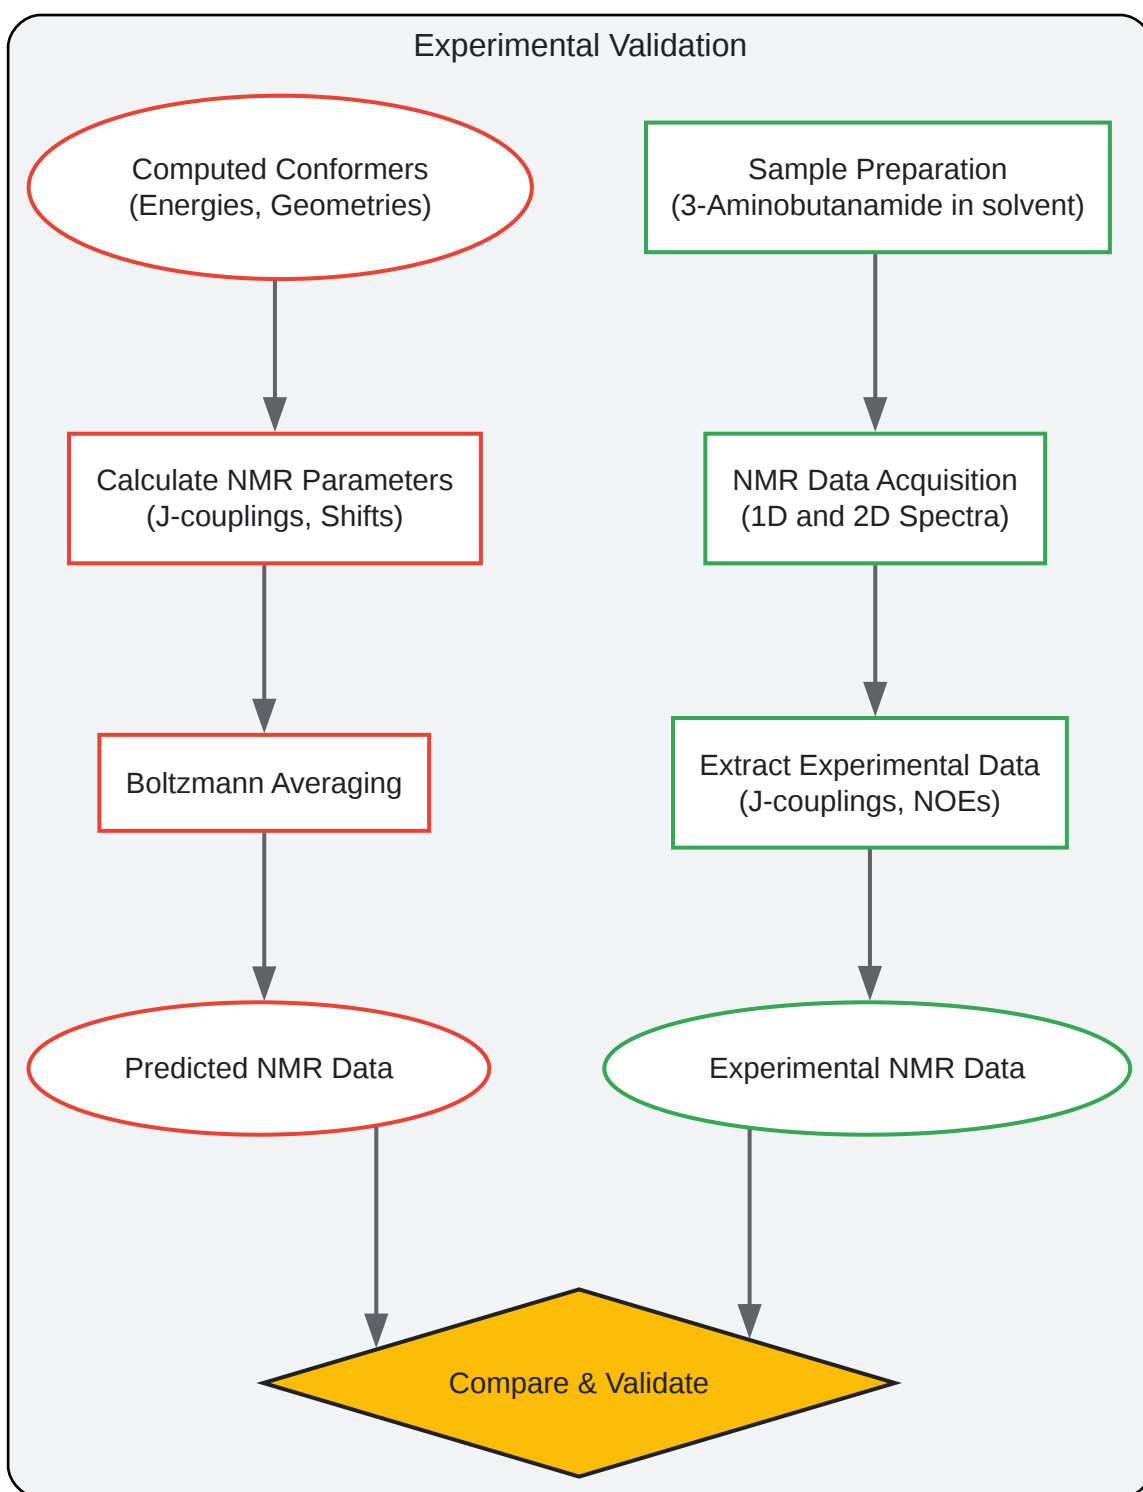 Experimental Validation
Computed Conformers
(Energies, Geometries)
Sample Preparation
(3-Aminobutanamide in solvent)
Calculate NMR Parameters
(J-couplings, Shifts)
NMR Data Acquisition
(1D and 2D Spectra)
Boltzmann Averaging
Extract Experimental Data
(J-couplings, NOEs)
Predicted NMR Data
Experimental NMR Data
Compare & Validate